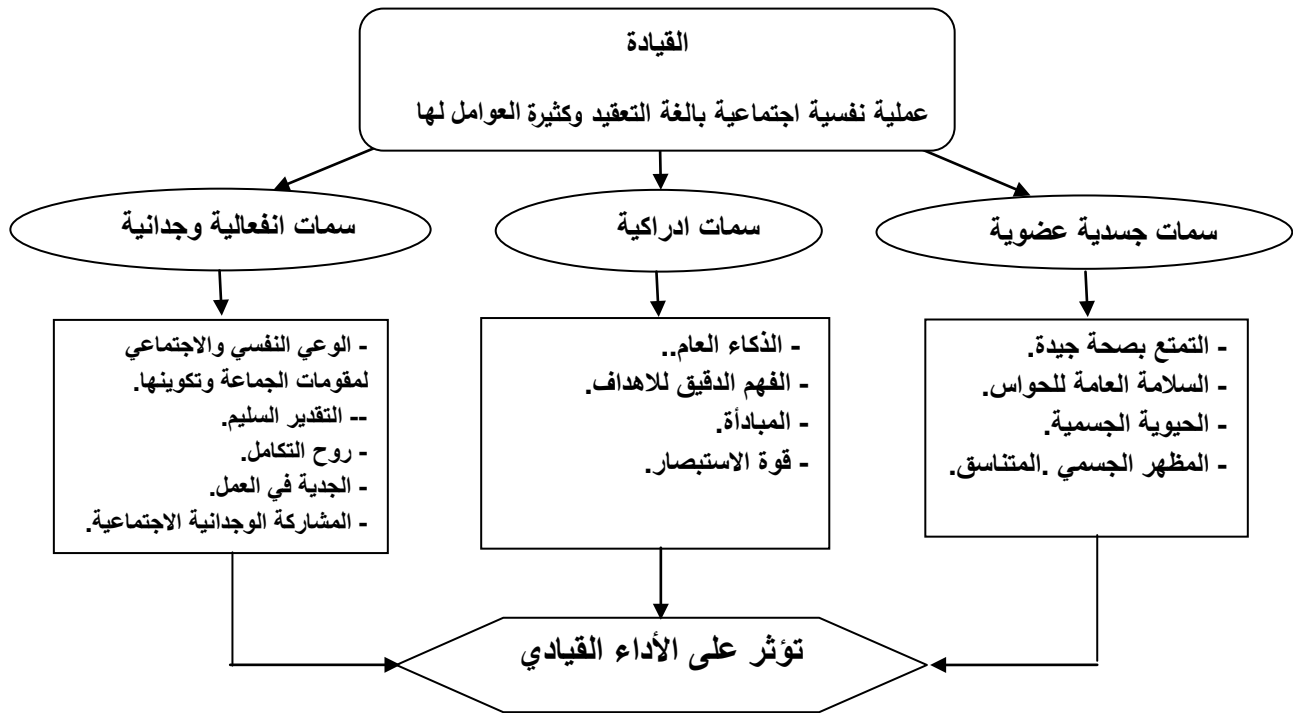 القيادة
عملية نفسية اجتماعية بالغة التعقيد وكثيرة العوامل لها
سمات جسدية عضوية
سمات ادراكية
سمات انفعالية وجدانية
- التمتع بصحة جيدة.
- السلامة العامة للحواس.
- الحيوية الجسمية.
- المظهر الجسمي .المتناسق.
- الذكاء العام..
- الفهم الدقيق للاهداف.
- المبادأة.
- قوة الاستبصار.
- الوعي النفسي والاجتماعي
لمقومات الجماعة وتكوينها.
-- التقدير السليم.
- روح التكامل.
- الجدية في العمل.
- المشاركة الوجدانية الاجتماعية.
تؤثر على الأداء القيادي